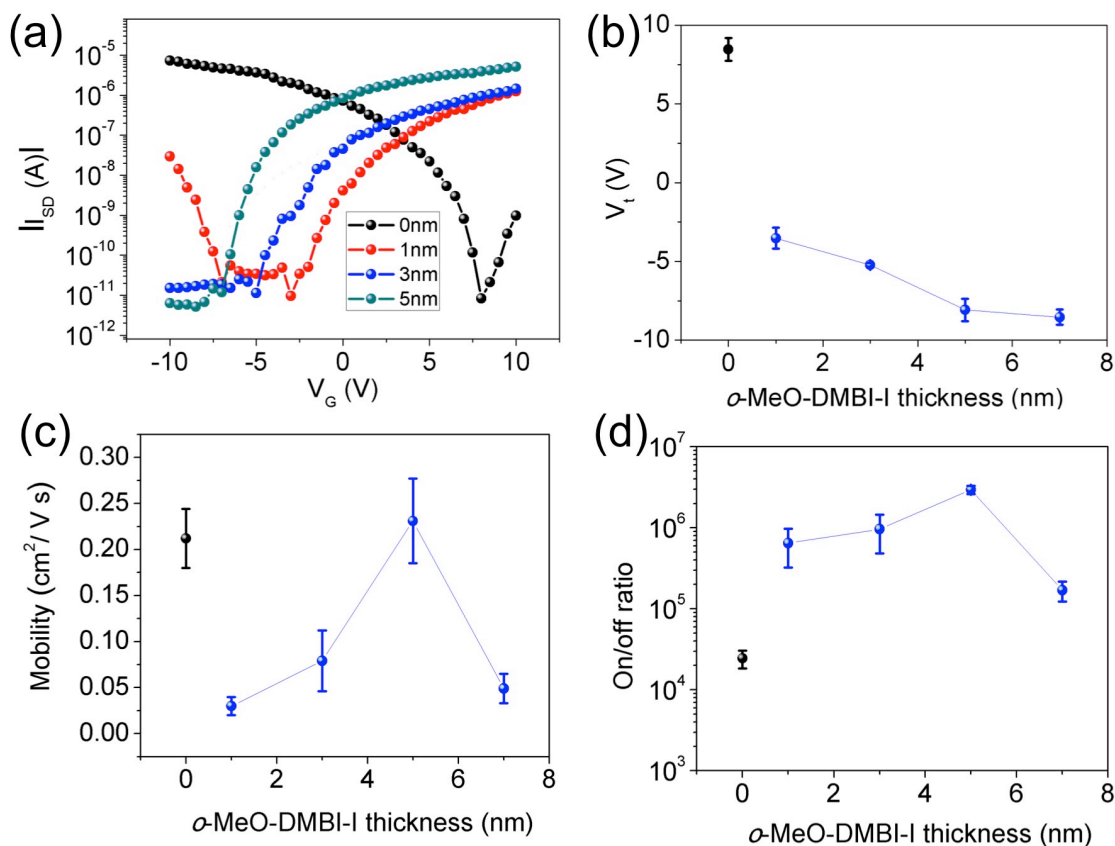 (a)
|I_SD (A)|
10^-5
10^-6
10^-7
10^-8
10^-9
10^-10
10^-11
10^-12
0nm
1nm
3nm
5nm
-10 -5 0 5 10
V_G (V)
(b)
V_t (V)
10
5
0
-5
-10
0 2 4 6 8
o-MeO-DMBI-I thickness (nm)
(c)
Mobility (cm^2/ V s)
0.30
0.25
0.20
0.15
0.10
0.05
0.00
0 2 4 6 8
o-MeO-DMBI-I thickness (nm)
(d)
On/off ratio
10^7
10^6
10^5
10^4
10^3
0 2 4 6 8
o-MeO-DMBI-I thickness (nm)